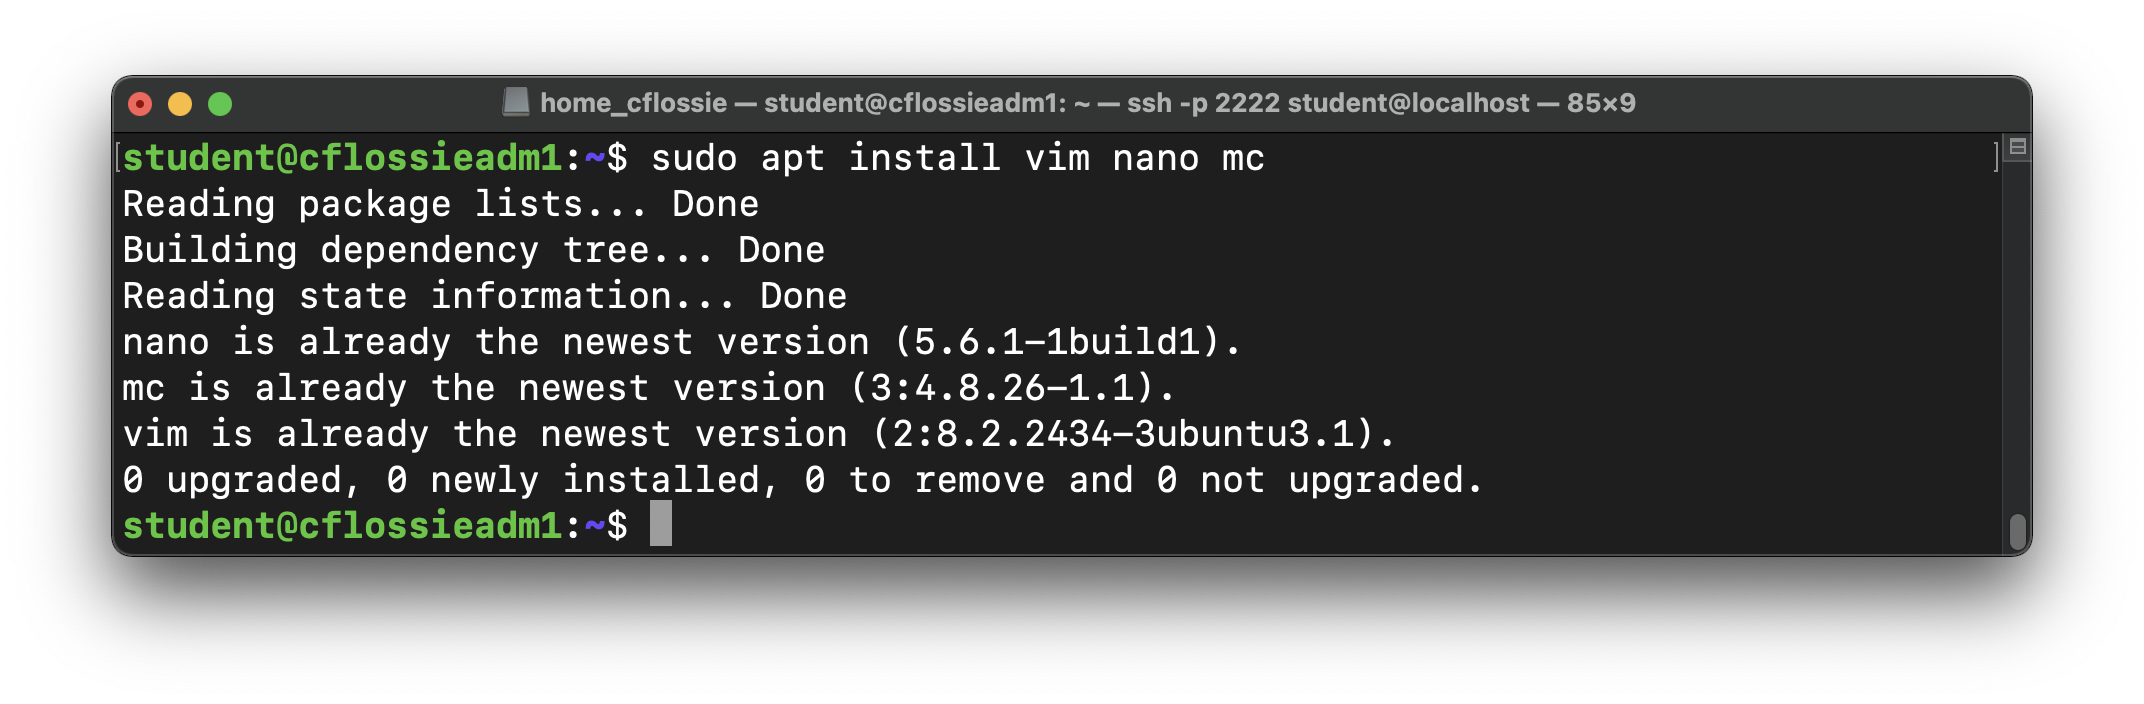 home_cflossie — student@cflossieadm1: ~ — ssh -p 2222 student@localhost — 85×9
[student@cflossieadm1:~$ sudo apt install vim nano mc ]
Reading package lists... Done
Building dependency tree... Done
Reading state information... Done
nano is already the newest version (5.6.1-1build1).
mc is already the newest version (3:4.8.26-1.1).
vim is already the newest version (2:8.2.2434-3ubuntu3.1).
0 upgraded, 0 newly installed, 0 to remove and 0 not upgraded.
student@cflossieadm1:~$